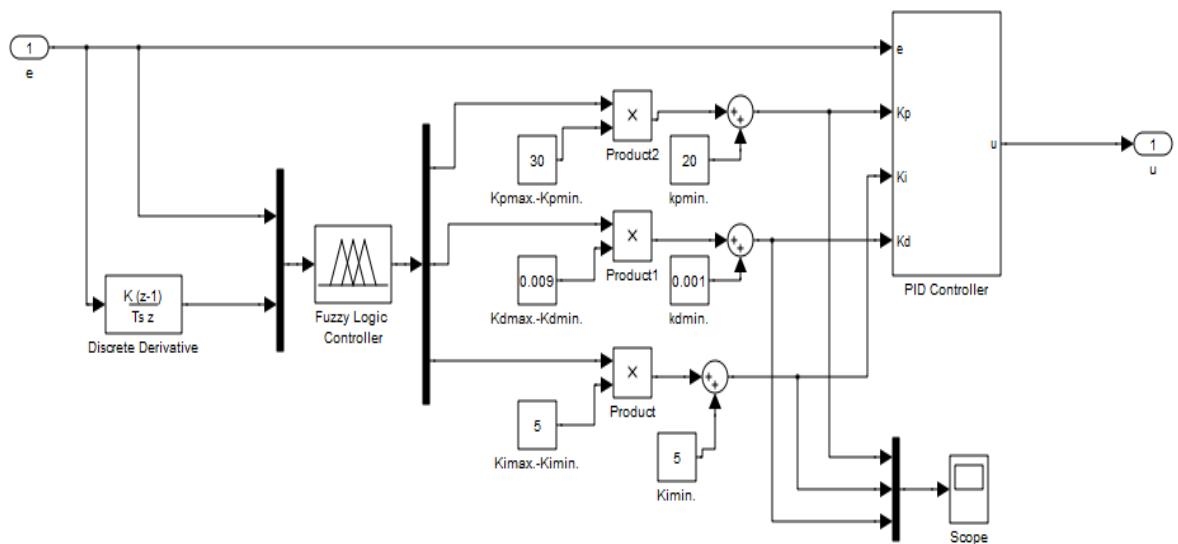 1
e
e
×
Kp
30
Product2
20
Kpmax.-Kpmin.
kpmin.
u
1
u
Ki
×
Kd
0.009
Product1
0.001
Kdmax.-Kdmin.
kdmin.
PID Controller
K (z-1)
Ts z
Discrete Derivative
Fuzzy Logic
Controller
×
Product
5
Kimax.-Kimin.
5
Kimin.
Scope